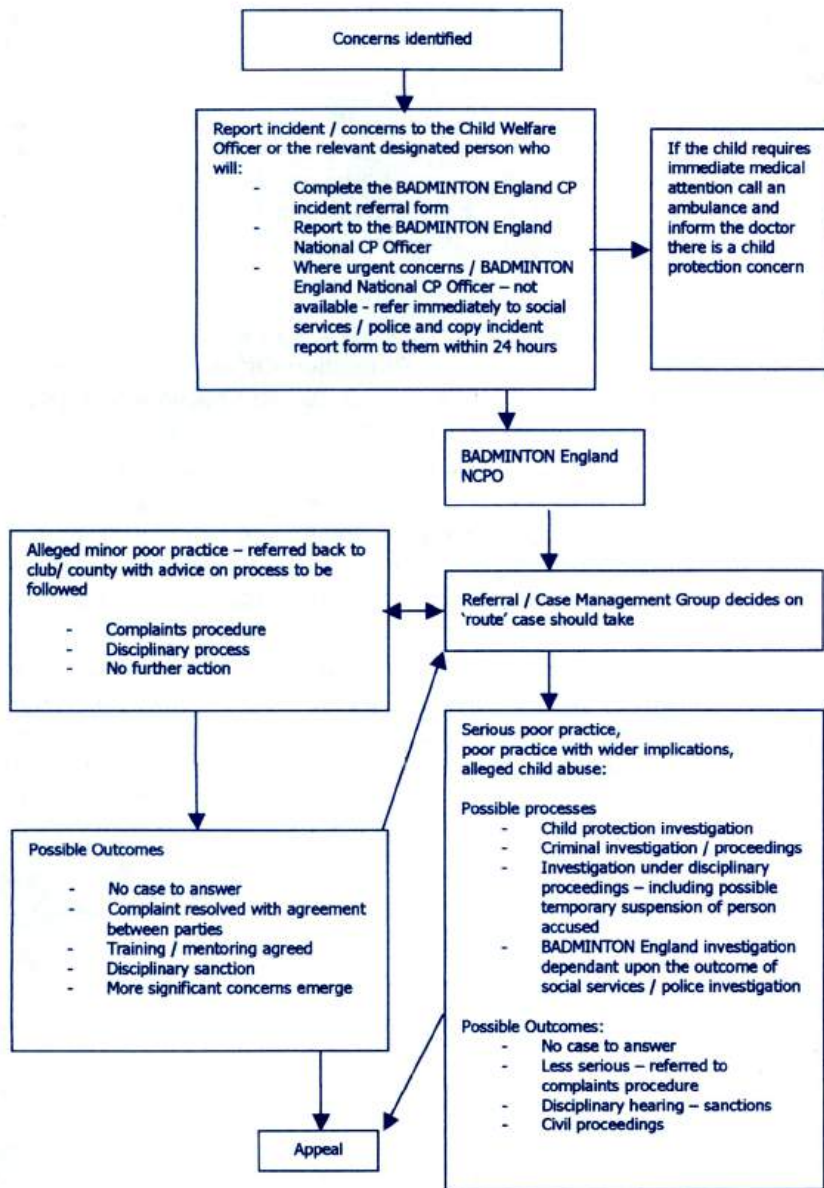 Concerns identified
Report incident / concerns to the Child Welfare
Officer or the relevant designated person who
will:
- Complete the BADMINTON England CP
incident referral form
- Report to the BADMINTON England
National CP Officer
- Where urgent concerns / BADMINTON
England National CP Officer – not
available - refer immediately to social
services / police and copy incident
report form to them within 24 hours
If the child requires
immediate medical
attention call an
ambulance and
inform the doctor
there is a child
protection concern
BADMINTON England
NCPO
Alleged minor poor practice – referred back to
club/ county with advice on process to be
followed
- Complaints procedure
- Disciplinary process
- No further action
Referral / Case Management Group decides on
‘route’ case should take
Possible Outcomes
- No case to answer
- Complaint resolved with agreement
between parties
- Training / mentoring agreed
- Disciplinary sanction
- More significant concerns emerge
Serious poor practice,
poor practice with wider implications,
alleged child abuse:
Possible processes
- Child protection investigation
- Criminal investigation / proceedings
- Investigation under disciplinary
proceedings – including possible
temporary suspension of person
accused
- BADMINTON England investigation
dependant upon the outcome of
social services / police investigation
Possible Outcomes:
- No case to answer
- Less serious – referred to
complaints procedure
- Disciplinary hearing – sanctions
- Civil proceedings
Appeal